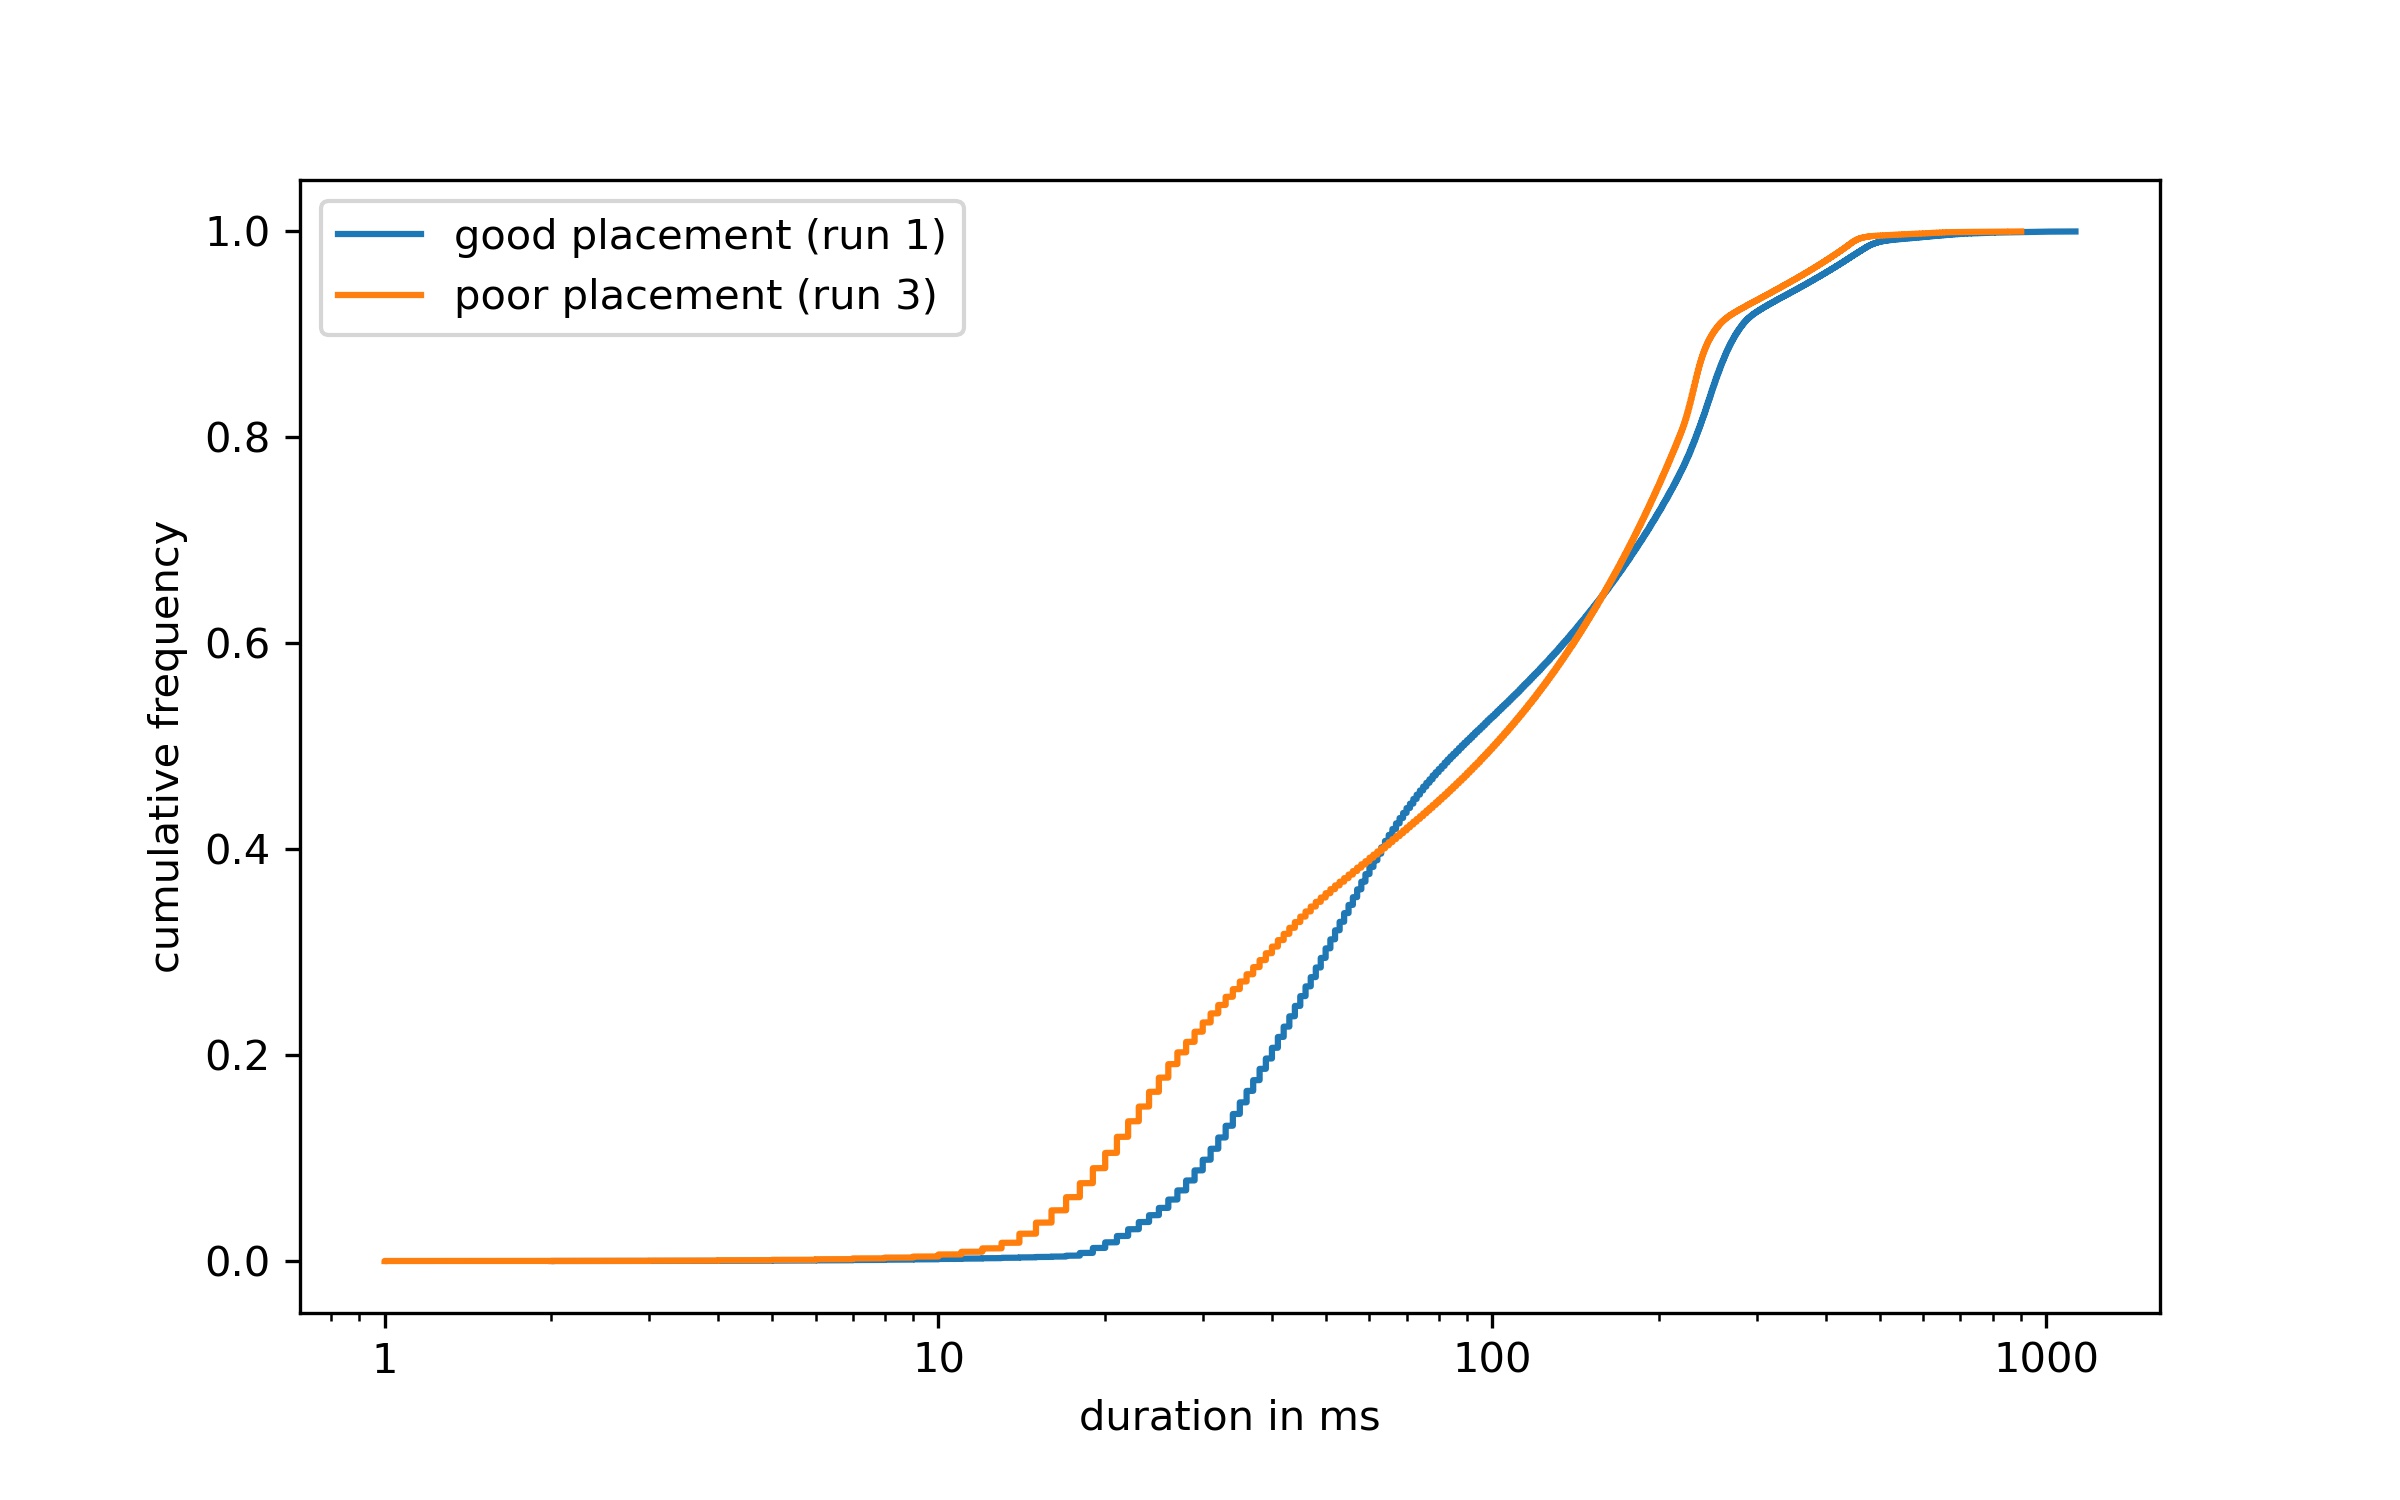 good placement (run 1)
poor placement (run 3)
1.0
0.8
0.6
0.4
0.2
0.0
cumulative frequency
1 10 100 1000
duration in ms